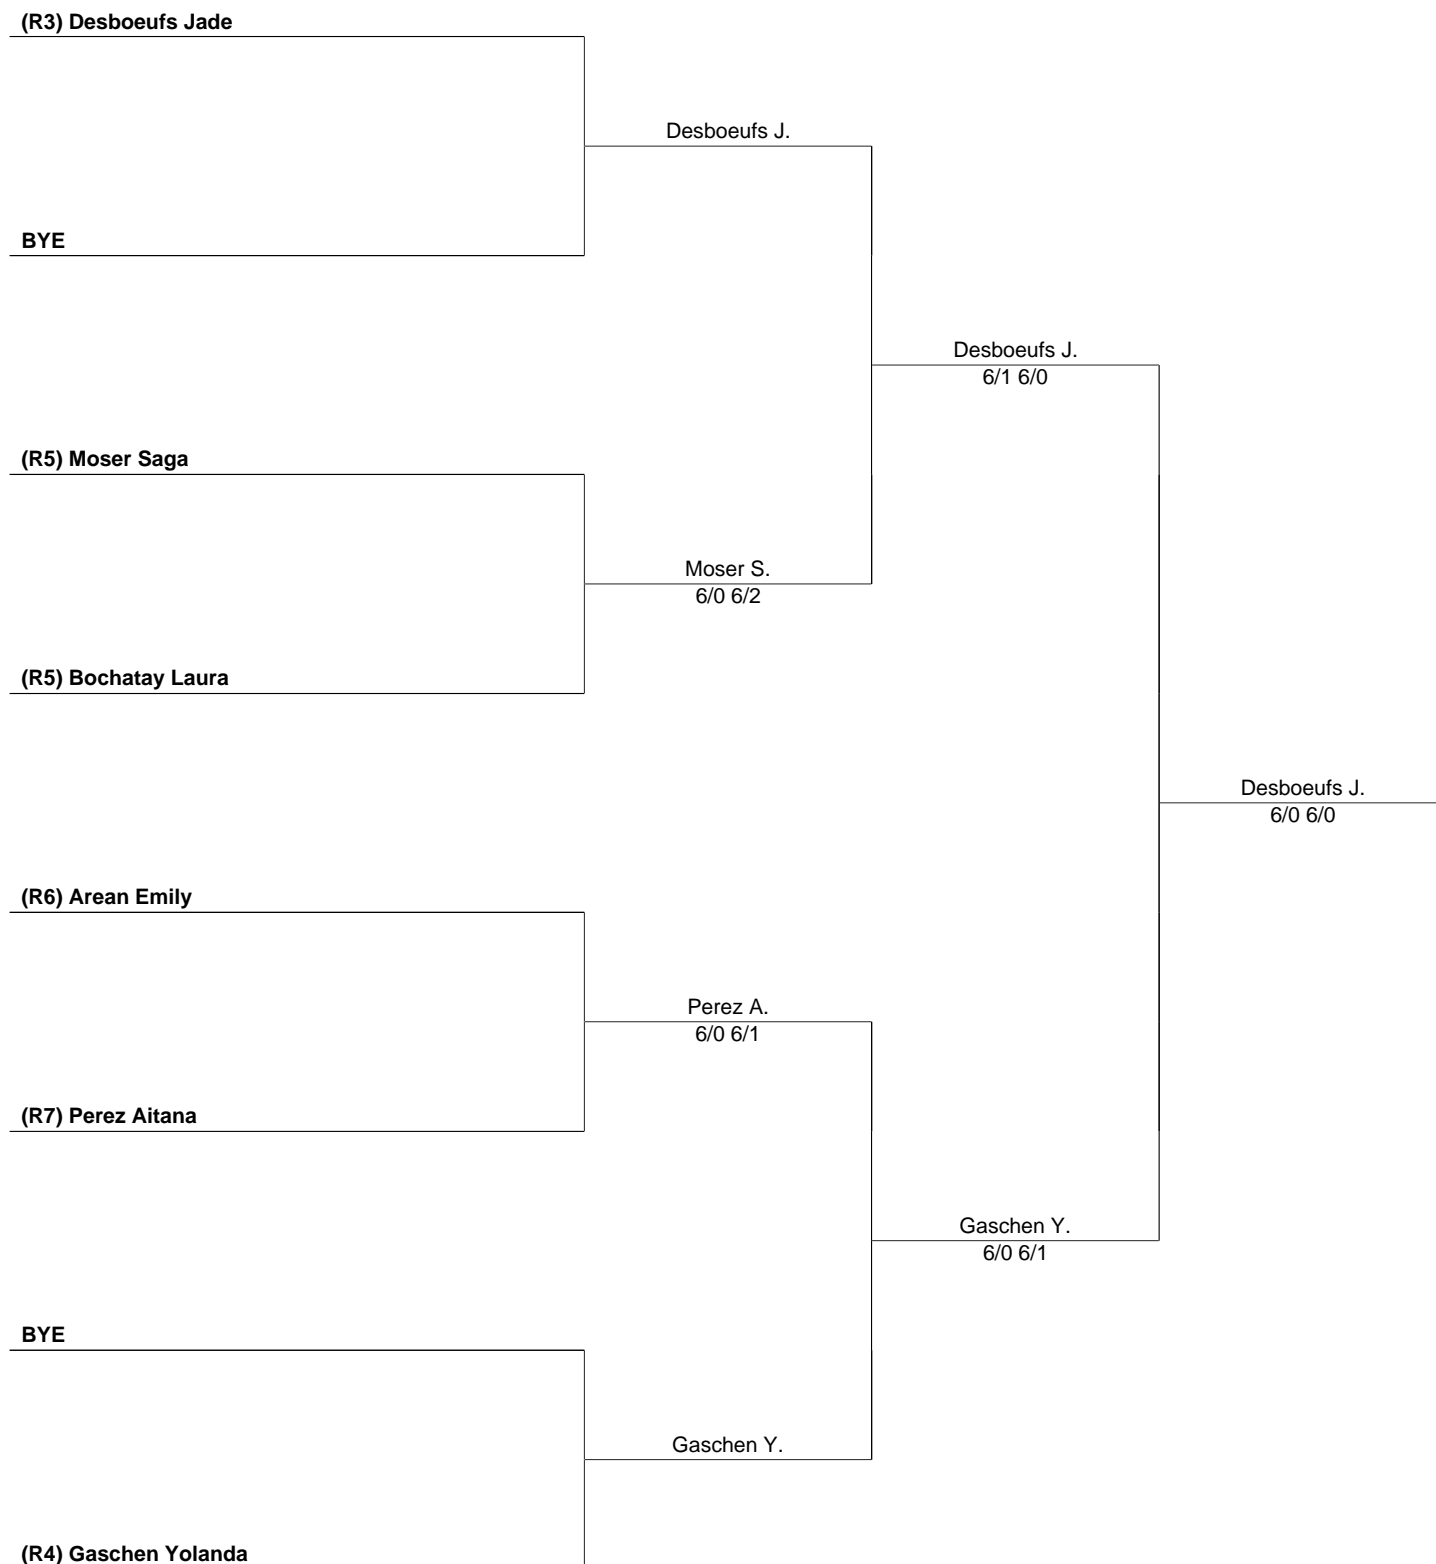 (R3) Desboeufs Jade
Desboeufs J.
BYE
Desboeufs J.
6/1 6/0
(R5) Moser Saga
Moser S.
6/0 6/2
(R5) Bochatay Laura
Desboeufs J.
6/0 6/0
(R6) Arean Emily
Perez A.
6/0 6/1
(R7) Perez Aitana
Gaschen Y.
6/0 6/1
BYE
Gaschen Y.
(R4) Gaschen Yolanda